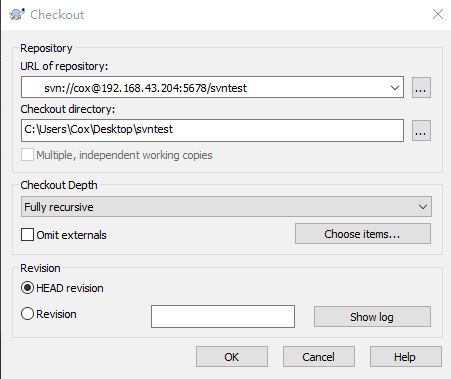 Checkout
Repository
URL of repository:
svn://cox@192.168.43.204:5678/svntest
...
Checkout directory:
C:\Users\Cox\Desktop\svntest
...
Multiple, independent working copies
Checkout Depth
Fully recursive
Omit externals
Choose items...
Revision
HEAD revision
Revision
Show log
OK
Cancel
Help